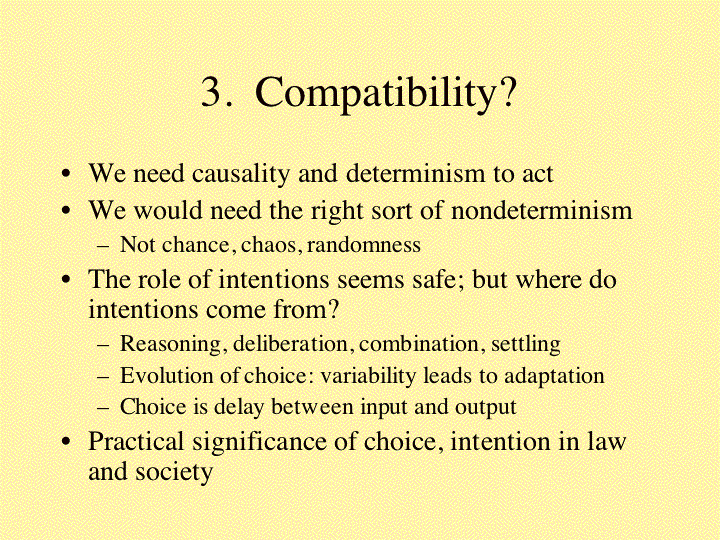 3. Compatibility?
• We need causality and determinism to act
• We would need the right sort of nondeterminism
– Not chance, chaos, randomness
• The role of intentions seems safe; but where do
intentions come from?
– Reasoning, deliberation, combination, settling
– Evolution of choice: variability leads to adaptation
– Choice is delay between input and output
• Practical significance of choice, intention in law
and society